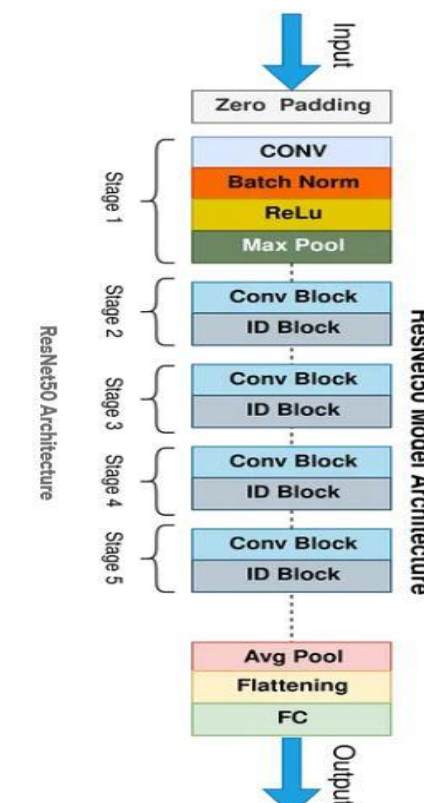 Input
Zero Padding
Stage 1
CONV
Batch Norm
ReLu
Max Pool
Stage 2
Conv Block
ID Block
Stage 3
Conv Block
ID Block
Stage 4
Conv Block
ID Block
Stage 5
Conv Block
ID Block
Avg Pool
Flattening
FC
Output
ResNet50 Model Architecture
ResNet50 Architecture